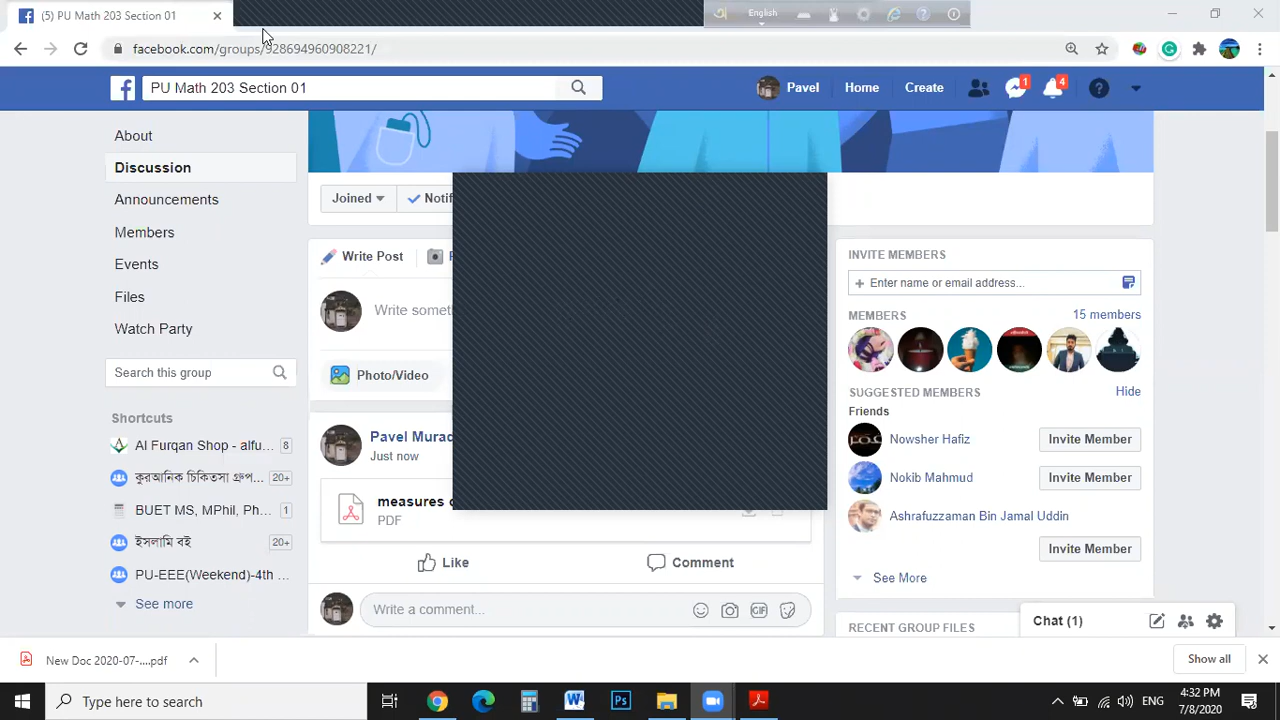 (5) PU Math 203 Section 01
English
facebook.com/groups/928694960908221/
PU Math 203 Section 01
Pavel
Home
Create
1
4
About
Discussion
Announcements
Members
Events
Files
Watch Party
Search this group
Shortcuts
Al Furqan Shop - alfu... 8
কুরআনিক চিকিতসা গ্রুপ... 20+
BUET MS, MPhil, Ph... 1
ইসলামি বই 20+
PU-EEE(Weekend)-4th ...
See more
Joined
Write Post
Photo/Video
Just now
PDF
Like
Comment
Write a comment...
GIF
INVITE MEMBERS
+ Enter name or email address...
MEMBERS 15 members
SUGGESTED MEMBERS Hide
Friends
Nowsher Hafiz Invite Member
Nokib Mahmud Invite Member
Ashrafuzzaman Bin Jamal Uddin
Invite Member
See More
RECENT GROUP FILES
Chat (1)
New Doc 2020-07-....pdf
Show all
Type here to search
ENG
4:32 PM
7/8/2020